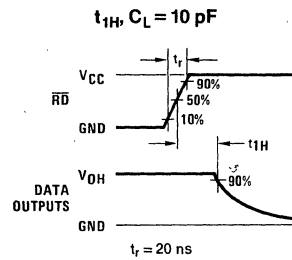 t1H, CL = 10 pF
tr
VCC
90%
RD
50%
10%
GND
t1H
VOH
90%
DATA
OUTPUTS
GND
tr = 20 ns